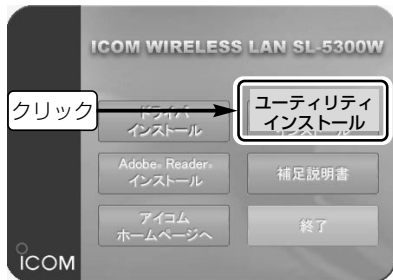 ICOM WIRELESS LAN SL-5300W
クリック
ドライバ
インストール
ユーティリティ
インストール
Adobe® Reader®
インストール
補足説明書
アイコム
ホームページへ
終了
ICOM